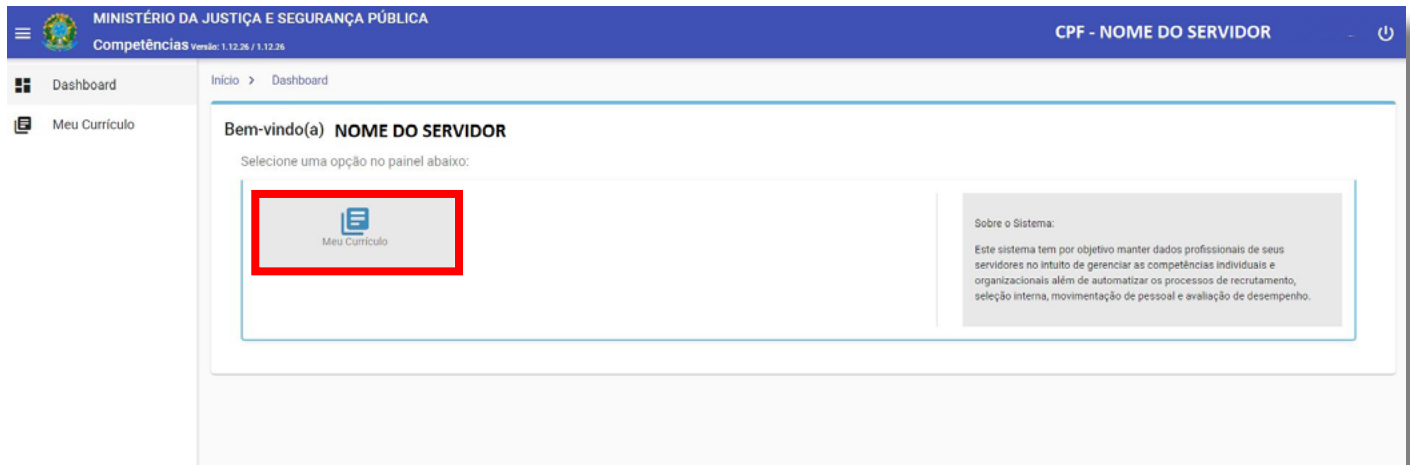 MINISTÉRIO DA JUSTIÇA E SEGURANÇA PÚBLICA
Competências Versão: 1.12.26 / 1.12.26
CPF - NOME DO SERVIDOR
Dashboard
Meu Currículo
Início > Dashboard
Bem-vindo(a) NOME DO SERVIDOR
Selecione uma opção no painel abaixo:
Meu Currículo
Sobre o Sistema:
Este sistema tem por objetivo manter dados profissionais de seus
servidores no intuito de gerenciar as competências individuais e
organizacionais além de automatizar os processos de recrutamento,
seleção interna, movimentação de pessoal e avaliação de desempenho.